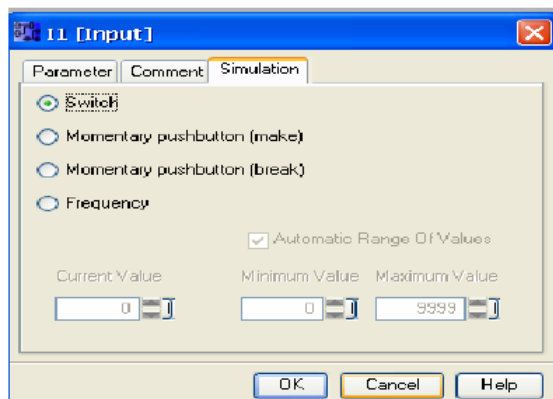 I1 [Input]
Parameter Comment Simulation
Switch
Momentary pushbutton (make)
Momentary pushbutton (break)
Frequency
Automatic Range Of Values
Current Value Minimum Value Maximum Value
0 0 9999
OK Cancel Help